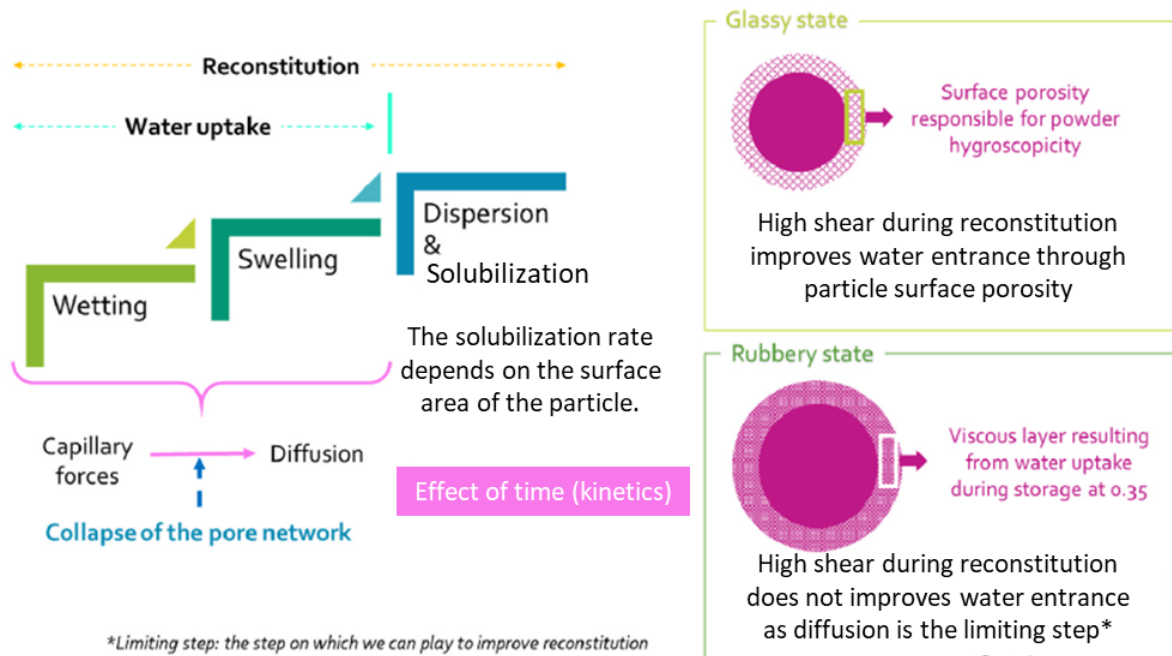 Reconstitution
Water uptake
Wetting
Swelling
Dispersion
&
Solubilization
The solubilization rate
depends on the surface
area of the particle.
Capillary
forces
Diffusion
Collapse of the pore network
Effect of time (kinetics)
*Limiting step: the step on which we can play to improve reconstitution
Glassy state
Surface porosity
responsible for powder
hygroscopicity
High shear during reconstitution
improves water entrance through
particle surface porosity
Rubbery state
Viscous layer resulting
from water uptake
during storage at 0.35
High shear during reconstitution
does not improves water entrance
as diffusion is the limiting step*